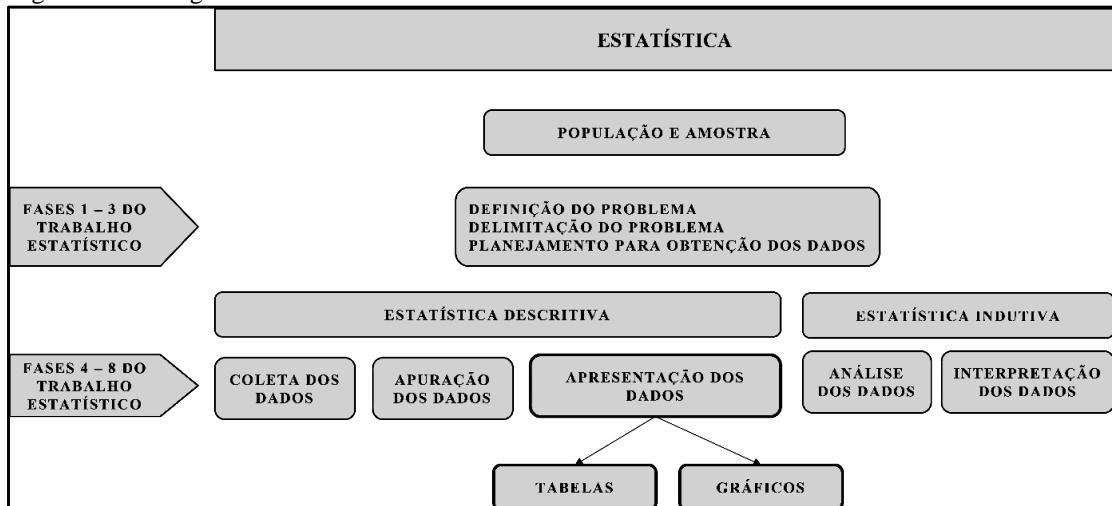 ESTATÍSTICA
POPULAÇÃO E AMOSTRA
FASES 1 – 3 DO
TRABALHO
ESTATÍSTICO
DEFINIÇÃO DO PROBLEMA
DELIMITAÇÃO DO PROBLEMA
PLANEJAMENTO PARA OBTENÇÃO DOS DADOS
ESTATÍSTICA DESCRITIVA
ESTATÍSTICA INDUTIVA
FASES 4 – 8 DO
TRABALHO
ESTATÍSTICO
COLETA DOS
DADOS
APURAÇÃO
DOS DADOS
APRESENTAÇÃO DOS
DADOS
ANÁLISE
DOS DADOS
INTERPRETAÇÃO
DOS DADOS
TABELAS
GRÁFICOS